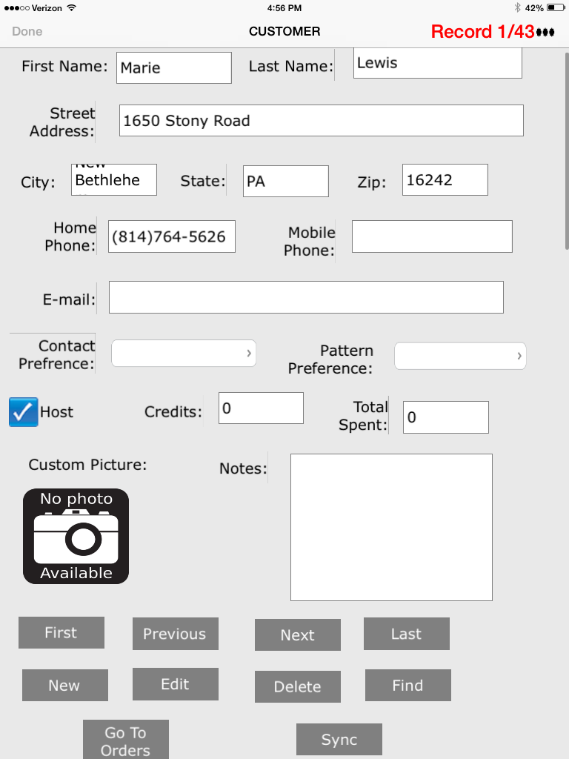 Verizon 4:56 PM 42%
Done CUSTOMER Record 1/43
First Name: Marie Last Name: Lewis
Street
Address: 1650 Stony Road
New
City: Bethlehe State: PA Zip: 16242
Home Mobile
Phone: (814)764-5626 Phone:
E-mail:
Contact Pattern
Prefrence: Preference:
Host Credits: 0 Total
Spent: 0
Custom Picture: Notes:
No photo
Available
First Previous Next Last
New Edit Delete Find
Go To
Orders Sync